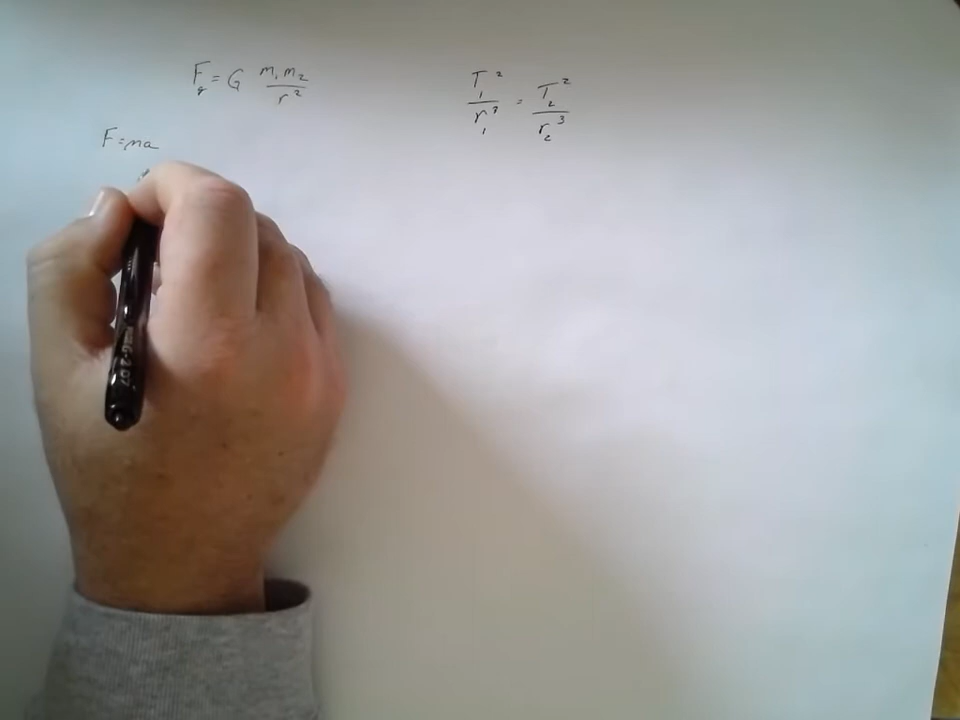 F_g = G m₁m₂/r²
T₁²/r₁³ = T₂²/r₂³
F=ma